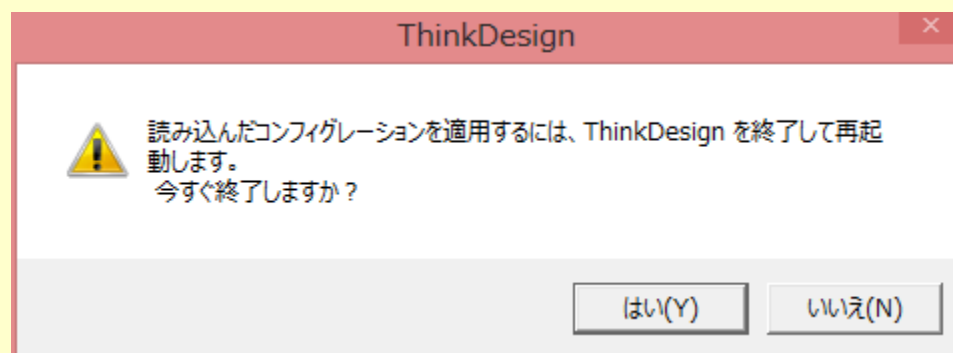 ThinkDesign
読み込んだコンフィグレーションを適用するには、ThinkDesign を終了して再起
動します。
今すぐ終了しますか？
はい(Y)
いいえ(N)